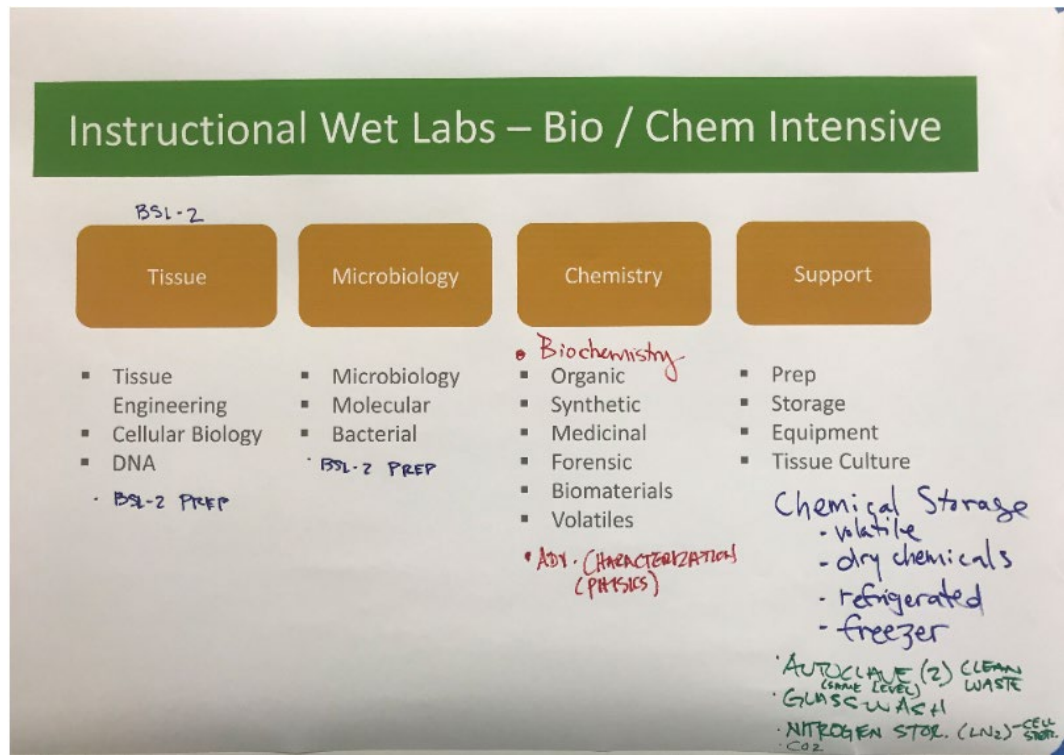 Instructional Wet Labs – Bio / Chem Intensive
BSL-2
Tissue
Microbiology
Chemistry
Support
▪ Tissue
Engineering
▪ Cellular Biology
▪ DNA
· BSL-2 PREP
▪ Microbiology
▪ Molecular
▪ Bacterial
· BSL-2 PREP
• Biochemistry
▪ Organic
▪ Synthetic
▪ Medicinal
▪ Forensic
▪ Biomaterials
▪ Volatiles
• ADV. CHARACTERIZATION
(PHYSICS)
▪ Prep
▪ Storage
▪ Equipment
▪ Tissue Culture
Chemical Storage
- volatile
- dry chemicals
- refrigerated
- freezer
· AUTOCLAVE (2) CLEAN
(SAME LEVEL) WASTE
· GLASSWASH
· NITROGEN STOR. (LN2) - CELL
STOR.
· CO2